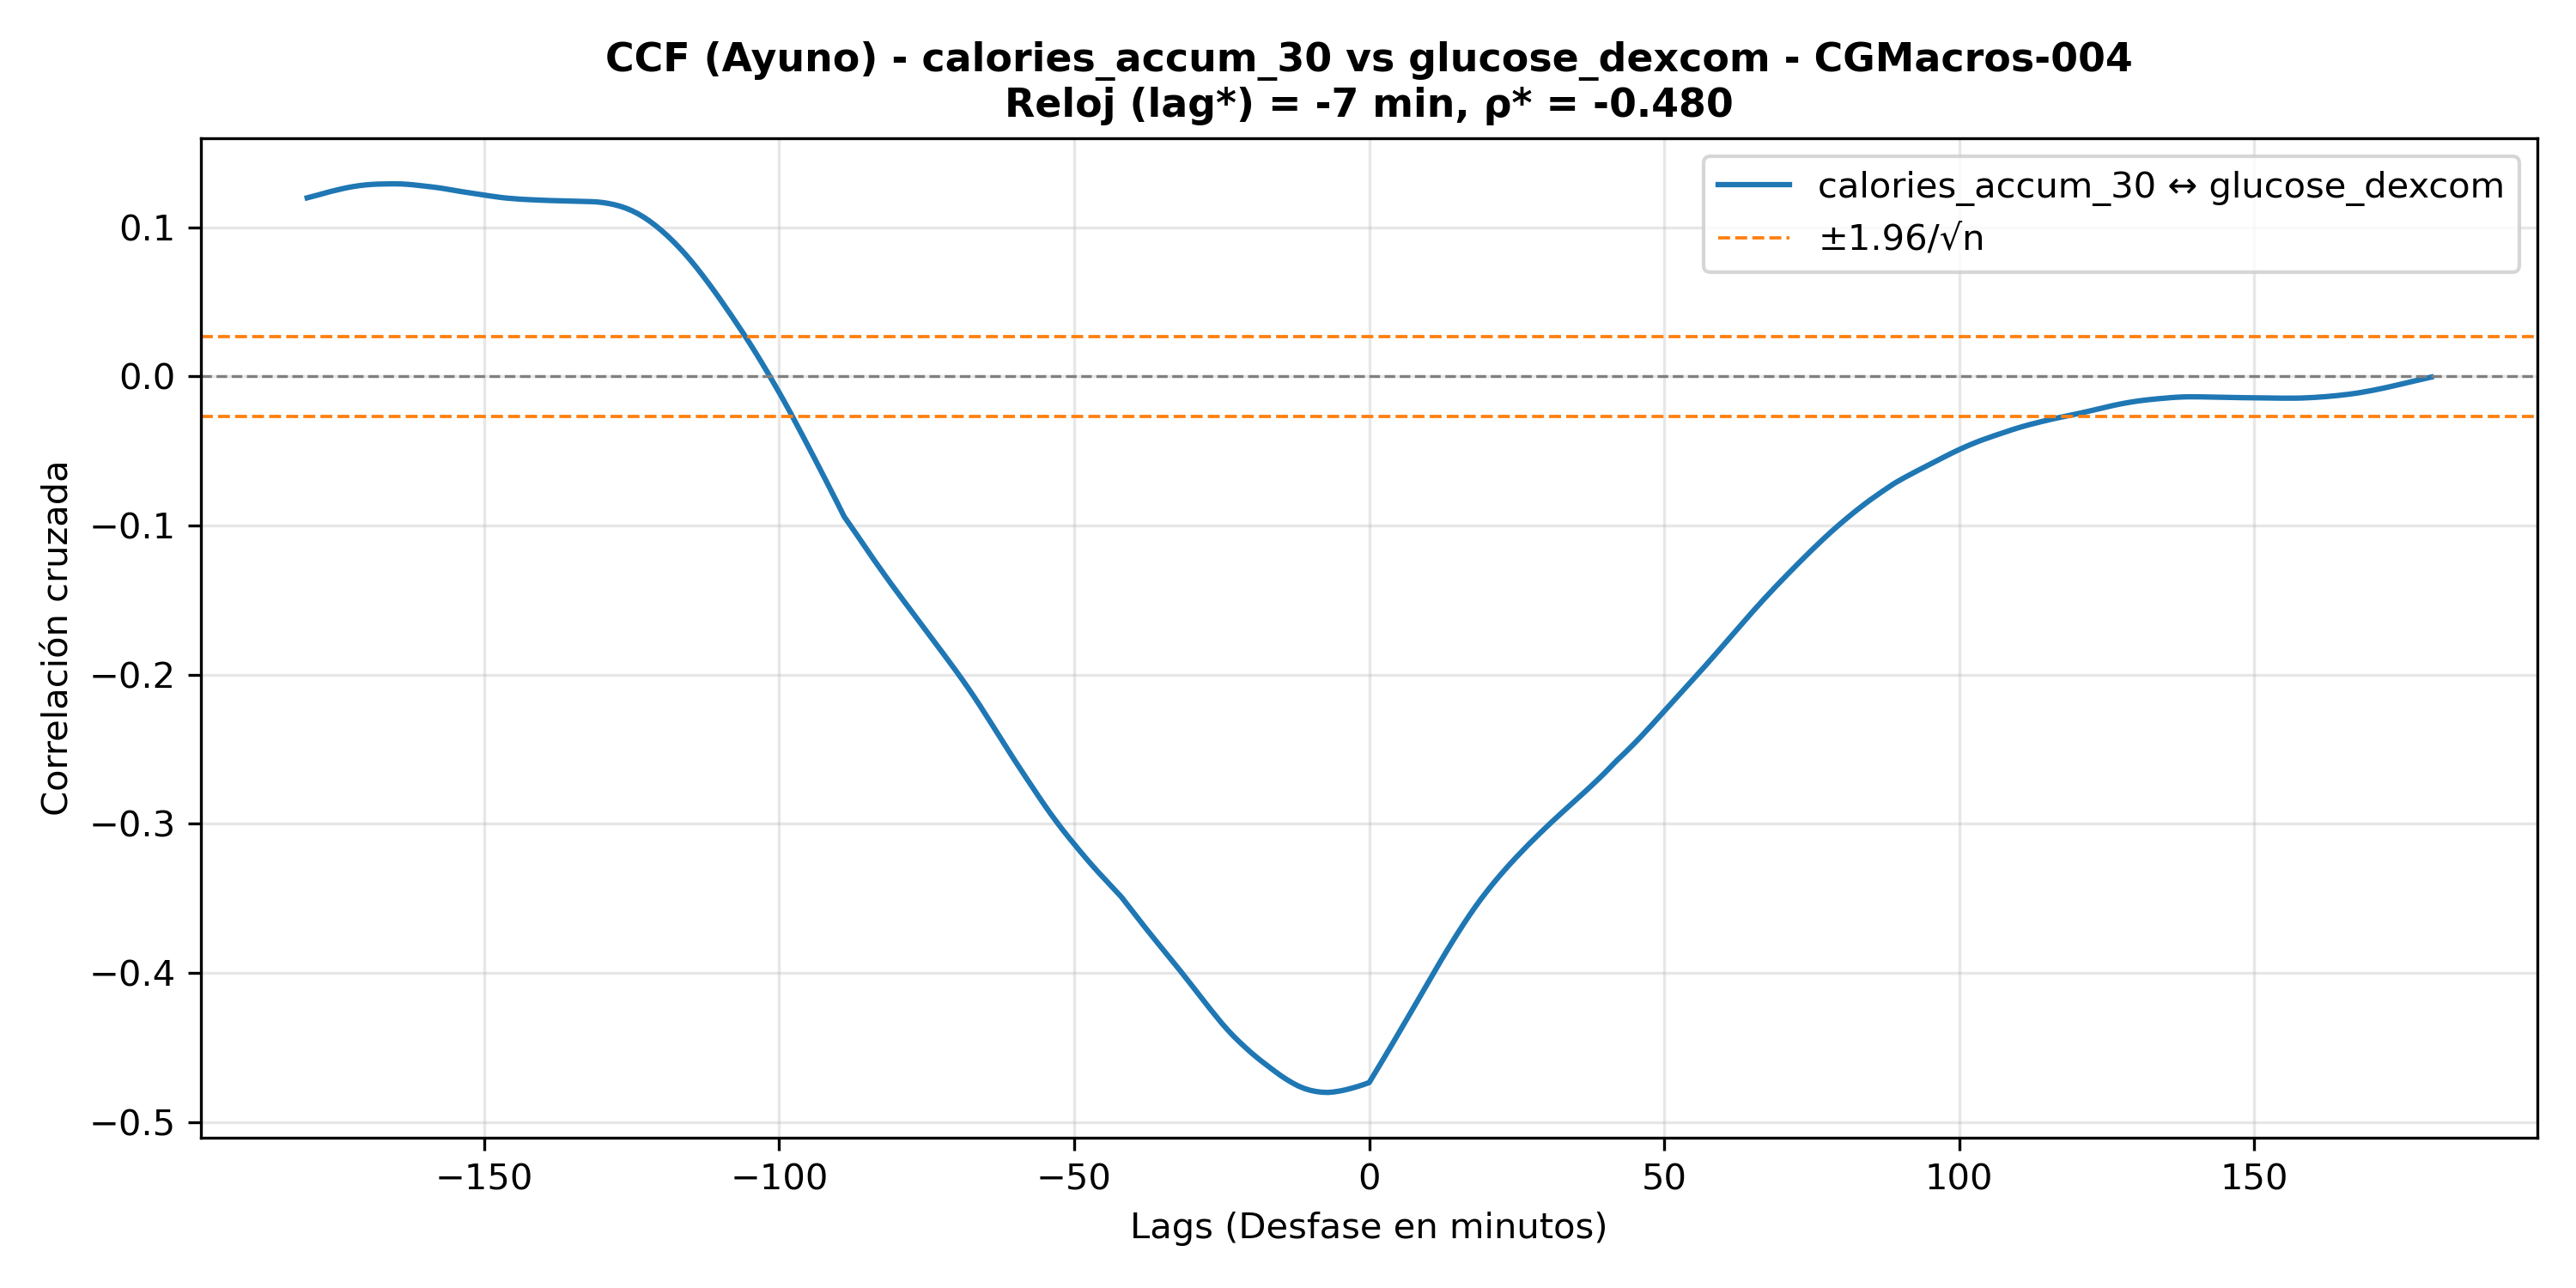 CCF (Ayuno) - calories_accum_30 vs glucose_dexcom - CGMacros-004
Reloj (lag*) = -7 min, ρ* = -0.480
calories_accum_30 ↔ glucose_dexcom
±1.96/√n
0.1
0.0
−0.1
−0.2
−0.3
−0.4
−0.5
Correlación cruzada
−150
−100
−50
0
50
100
150
Lags (Desfase en minutos)